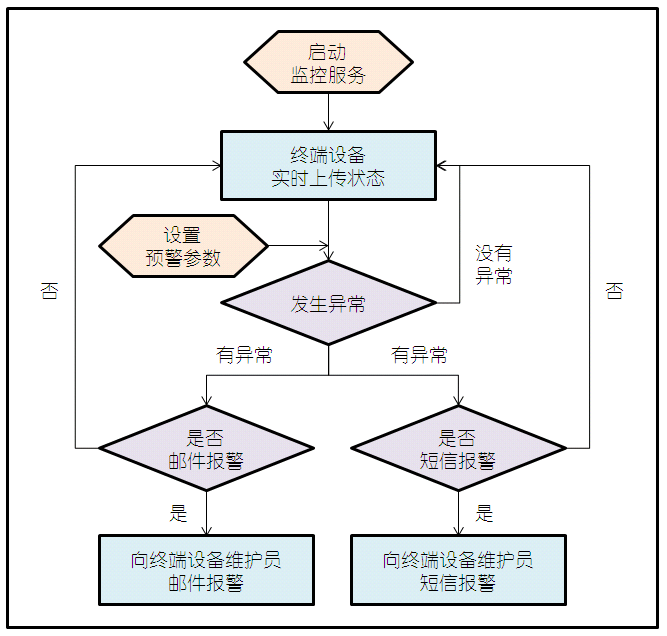 启动
监控服务
终端设备
实时上传状态
设置
预警参数
没有
异常
否
否
发生异常
有异常
有异常
是否
邮件报警
是否
短信报警
是
是
向终端设备维护员
邮件报警
向终端设备维护员
短信报警